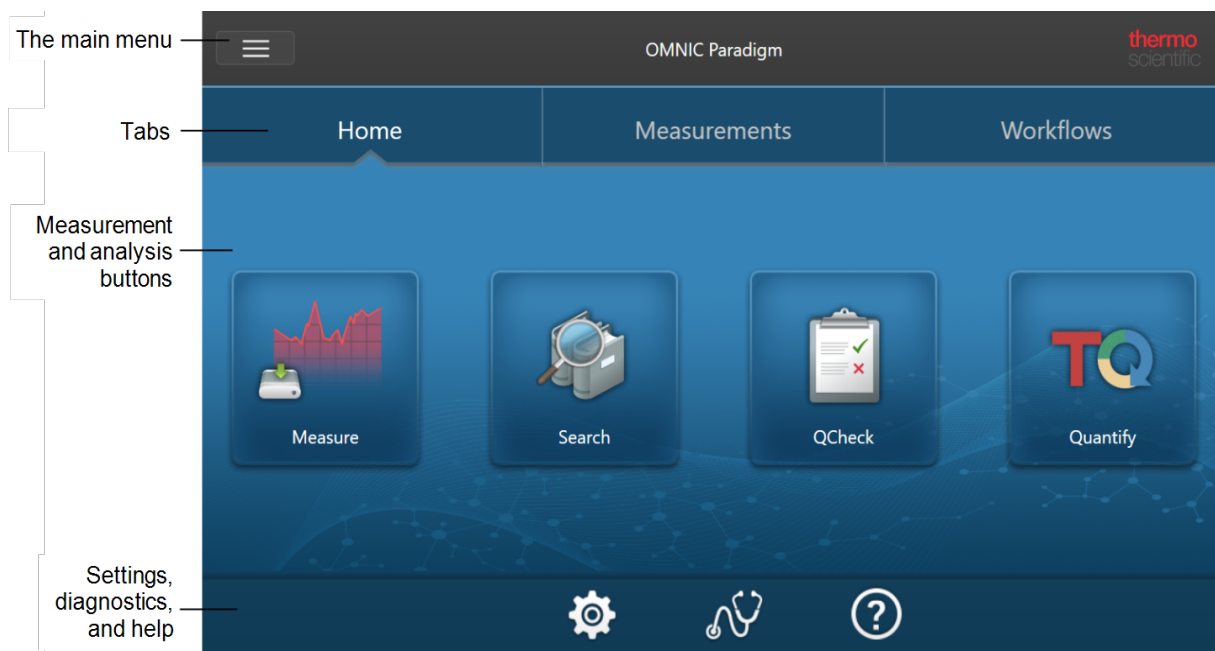 The main menu
OMNIC Paradigm
thermo
scientific
Tabs
Home
Measurements
Workflows
Measurement
and analysis
buttons
Measure
Search
QCheck
TQ
Quantify
Settings,
diagnostics,
and help
?